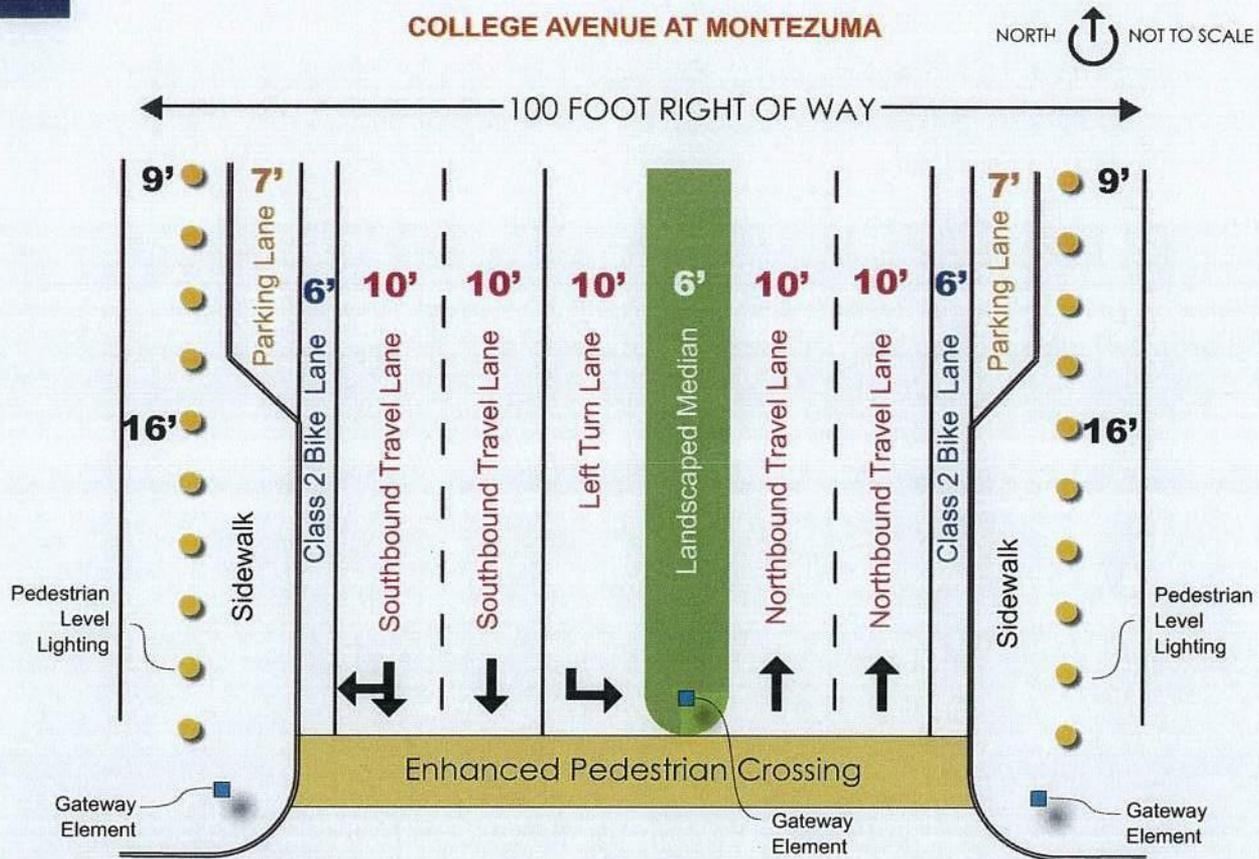 COLLEGE AVENUE AT MONTEZUMA
NORTH
NOT TO SCALE
100 FOOT RIGHT OF WAY
9'
7'
Parking Lane
6'
10'
10'
10'
6'
10'
10'
6'
7'
Parking Lane
9'
16'
Sidewalk
Class 2 Bike Lane
Southbound Travel Lane
Southbound Travel Lane
Left Turn Lane
Landscaped Median
Northbound Travel Lane
Northbound Travel Lane
Class 2 Bike Lane
Sidewalk
16'
Pedestrian
Level
Lighting
Pedestrian
Level
Lighting
Enhanced Pedestrian Crossing
Gateway
Element
Gateway
Element
Gateway
Element